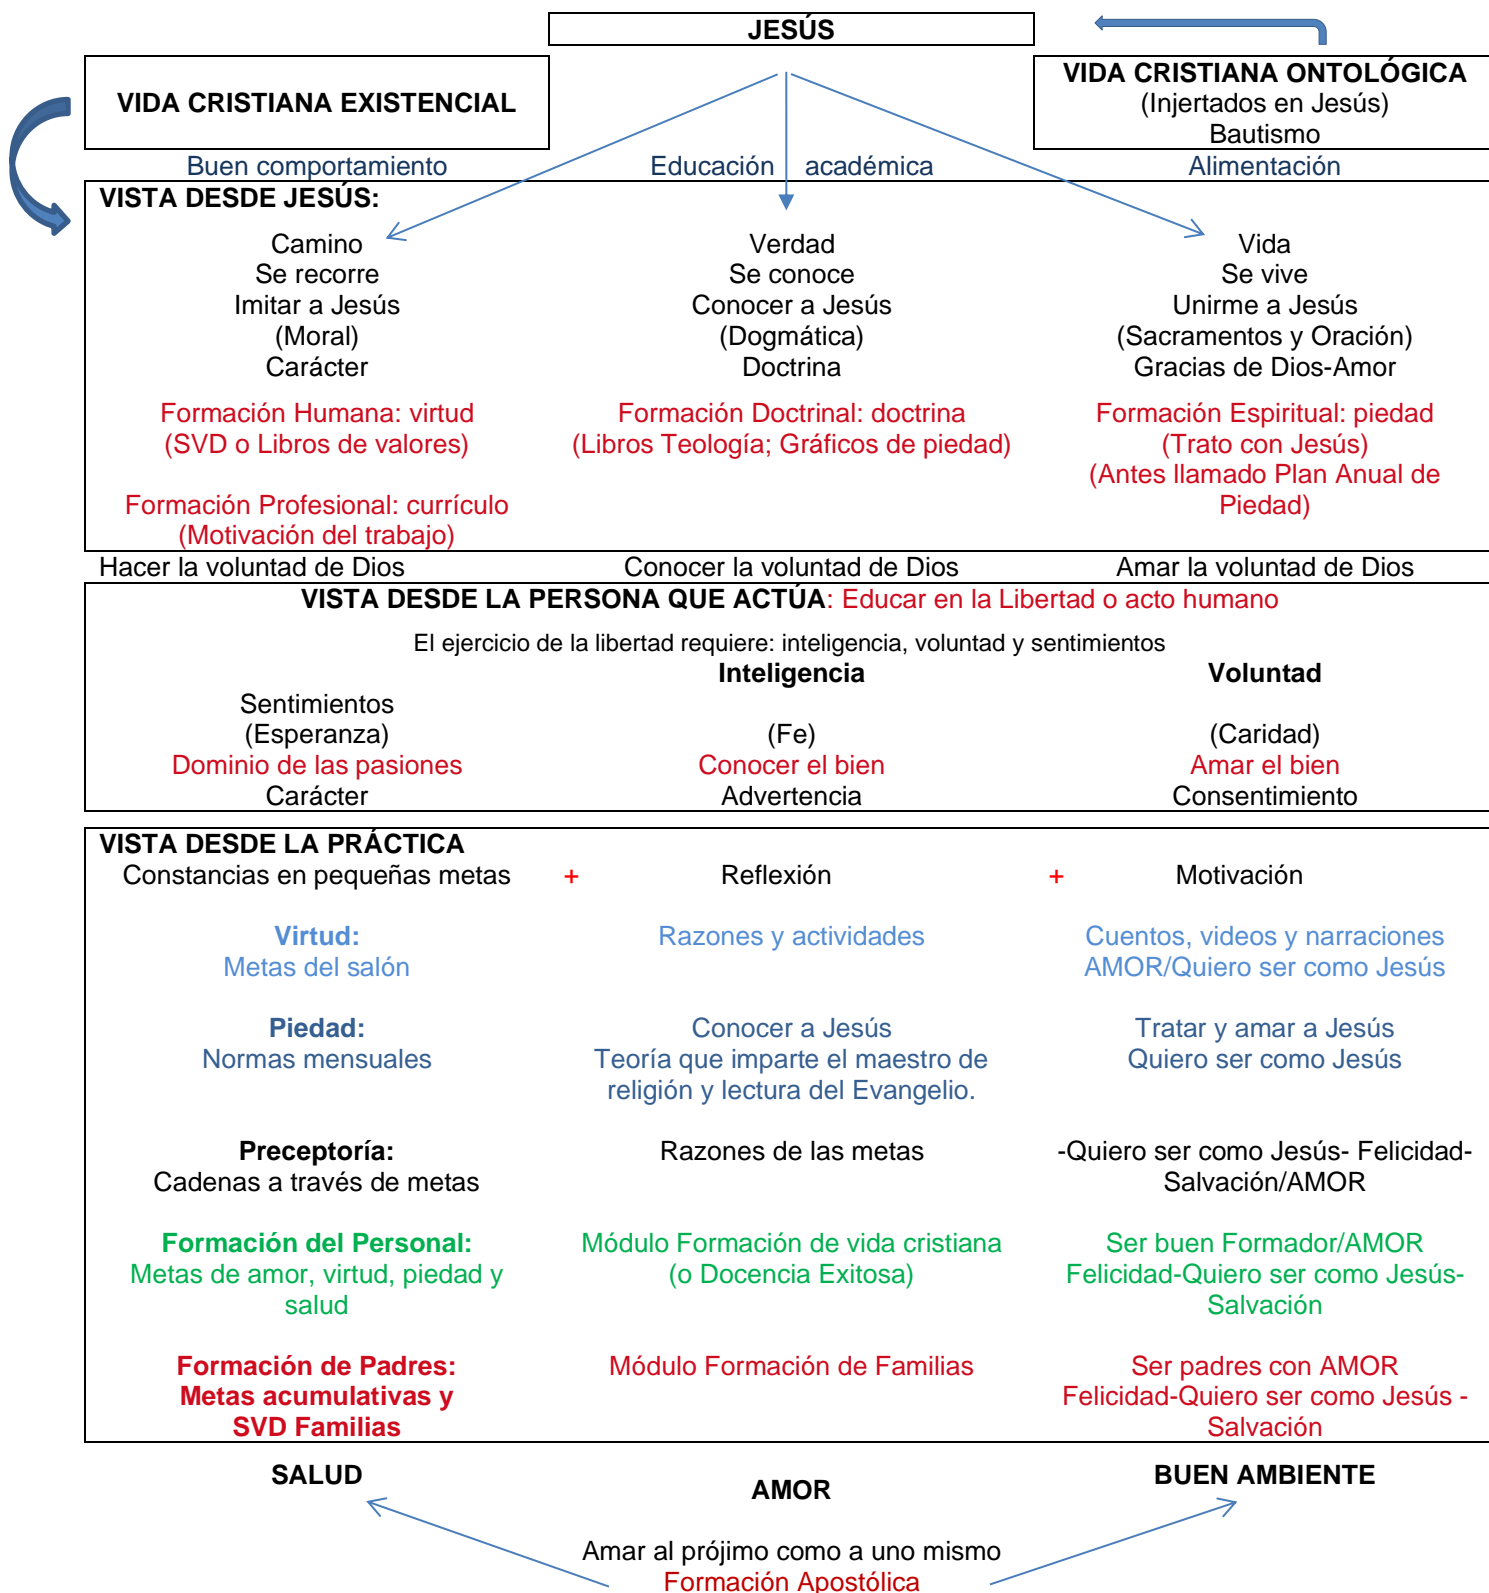 JESÚS
VIDA CRISTIANA EXISTENCIAL
VIDA CRISTIANA ONTOLÓGICA
(Injertados en Jesús)
Bautismo
Buen comportamiento
Educación académica
Alimentación
VISTA DESDE JESÚS:
Camino
Se recorre
Imitar a Jesús
(Moral)
Carácter
Verdad
Se conoce
Conocer a Jesús
(Dogmática)
Doctrina
Vida
Se vive
Unirme a Jesús
(Sacramentos y Oración)
Gracias de Dios-Amor
Formación Humana: virtud
(SVD o Libros de valores)
Formación Profesional: currículo
(Motivación del trabajo)
Formación Doctrinal: doctrina
(Libros Teología; Gráficos de piedad)
Formación Espiritual: piedad
(Trato con Jesús)
(Antes llamado Plan Anual de
Piedad)
Hacer la voluntad de Dios
Conocer la voluntad de Dios
Amar la voluntad de Dios
VISTA DESDE LA PERSONA QUE ACTÚA: Educar en la Libertad o acto humano
El ejercicio de la libertad requiere: inteligencia, voluntad y sentimientos
Sentimientos
(Esperanza)
Dominio de las pasiones
Carácter
Inteligencia
(Fe)
Conocer el bien
Advertencia
Voluntad
(Caridad)
Amar el bien
Consentimiento
VISTA DESDE LA PRÁCTICA
Constancias en pequeñas metas + Reflexión + Motivación
Virtud:
Metas del salón
Razones y actividades
Cuentos, videos y narraciones
AMOR/Quiero ser como Jesús
Piedad:
Normas mensuales
Conocer a Jesús
Teoría que imparte el maestro de
religión y lectura del Evangelio.
Tratar y amar a Jesús
Quiero ser como Jesús
Preceptoría:
Cadenas a través de metas
Razones de las metas
-Quiero ser como Jesús- Felicidad-
Salvación/AMOR
Formación del Personal:
Metas de amor, virtud, piedad y
salud
Módulo Formación de vida cristiana
(o Docencia Exitosa)
Ser buen Formador/AMOR
Felicidad-Quiero ser como Jesús-
Salvación
Formación de Padres:
Metas acumulativas y
SVD Familias
Módulo Formación de Familias
Ser padres con AMOR
Felicidad-Quiero ser como Jesús -
Salvación
SALUD
AMOR
BUEN AMBIENTE
Amar al prójimo como a uno mismo
Formación Apostólica